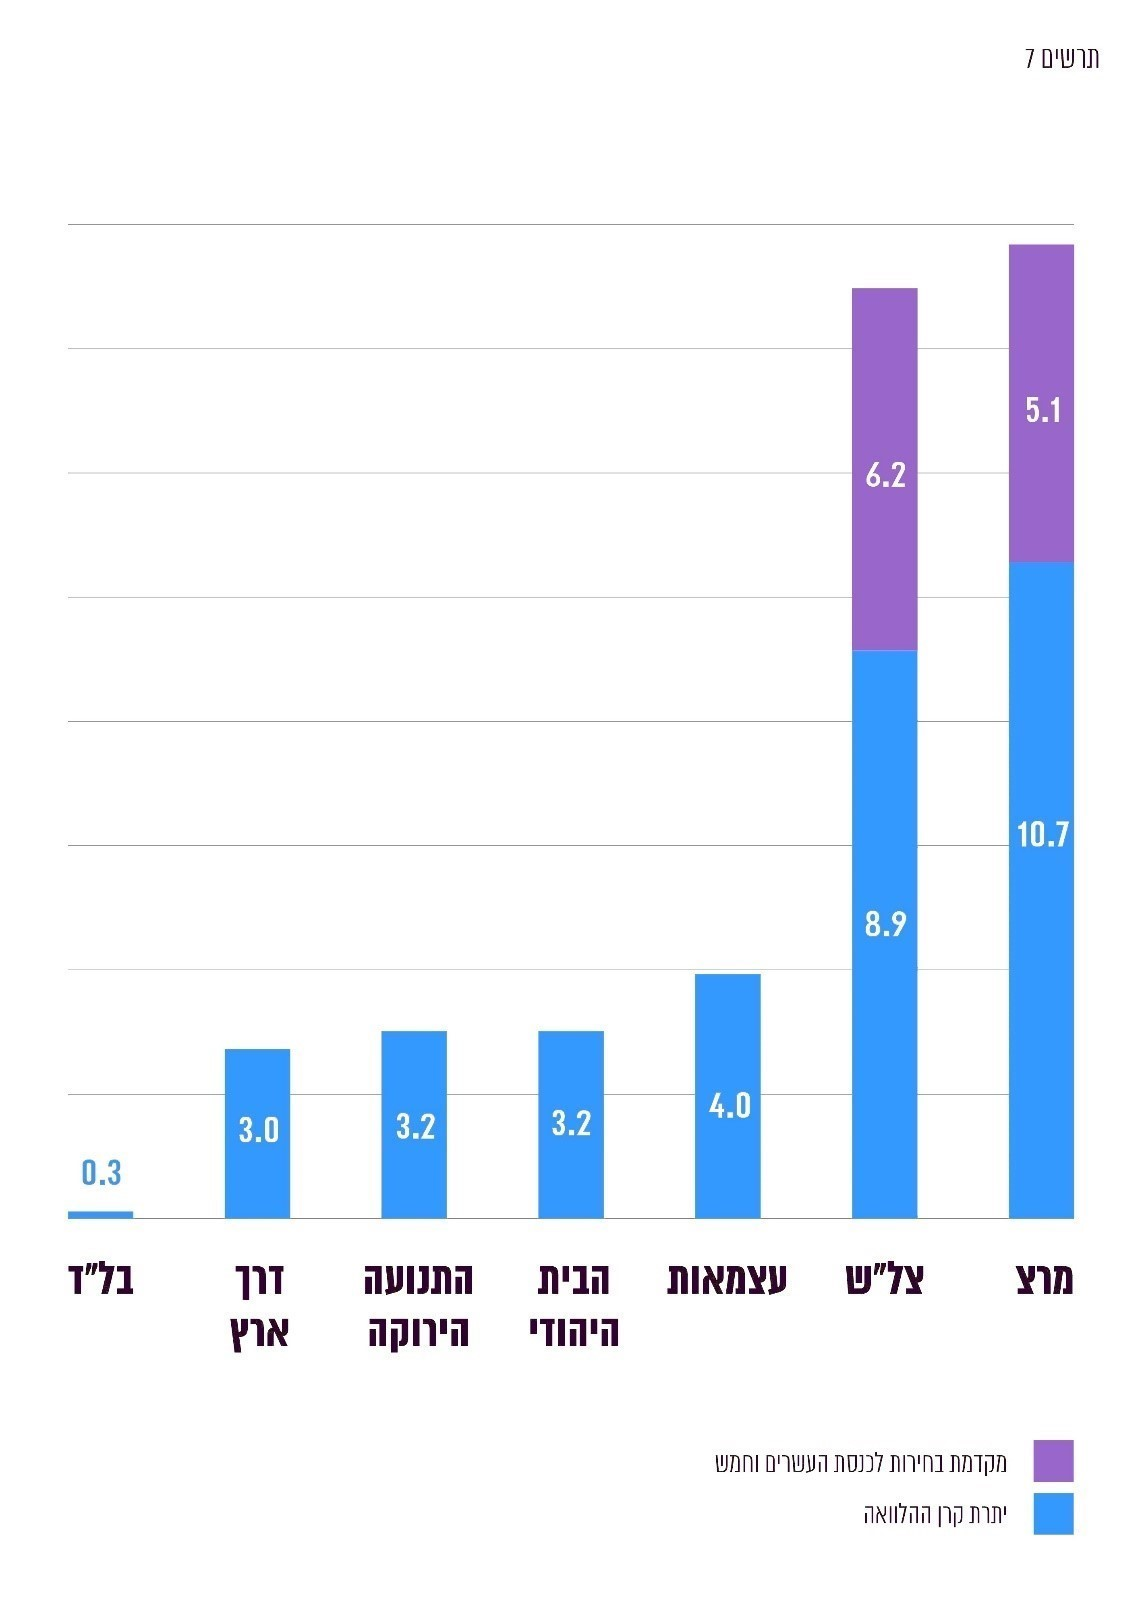 תרשים 7
5.1
6.2
10.7
8.9
4.0
3.2
3.2
3.0
0.3
מרצ
צל"ש
עצמאות
הבית
היהודי
התנועה
הירוקה
דרך
ארץ
בל"ד
מקדמת בחירות לכנסת העשרים וחמש
יתרת קרן ההלוואה